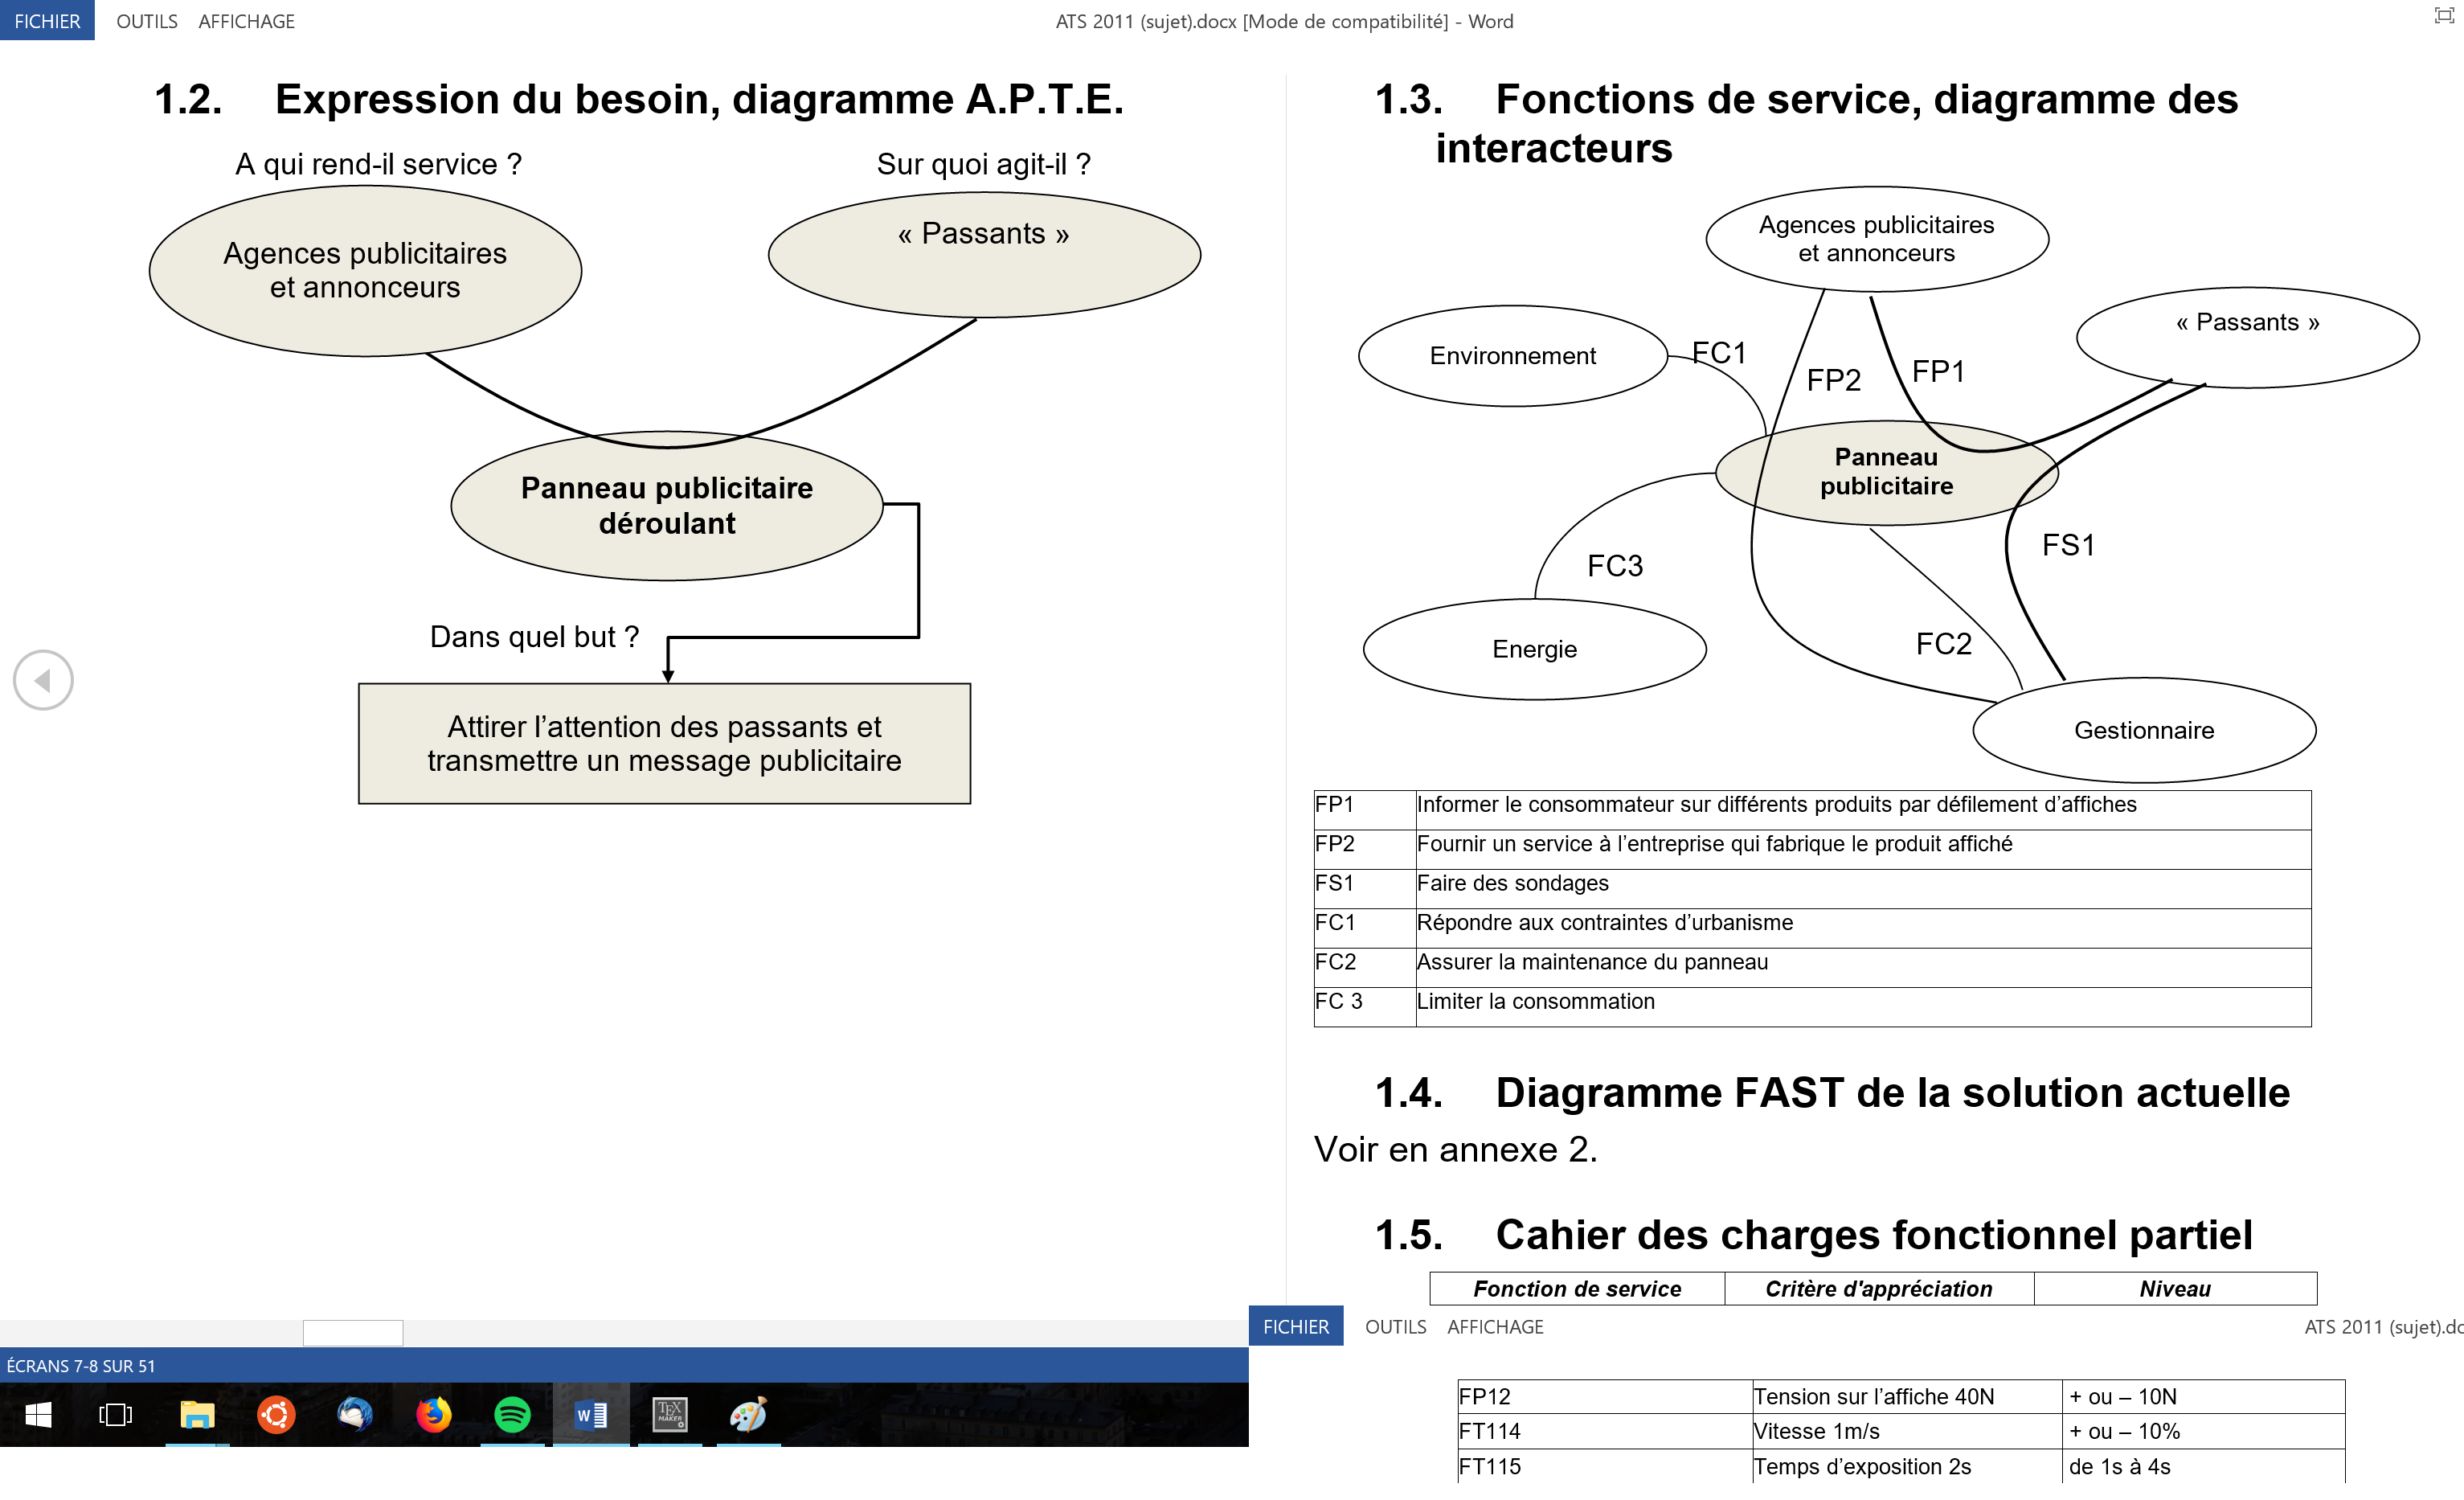 FICHIER OUTILS AFFICHAGE ATS 2011 (sujet).docx [Mode de compatibilité] - Word
1.2. Expression du besoin, diagramme A.P.T.E.
A qui rend-il service ?
Sur quoi agit-il ?
Agences publicitaires
et annonceurs
« Passants »
Panneau publicitaire
déroulant
Dans quel but ?
Attirer l’attention des passants et
transmettre un message publicitaire
1.3. Fonctions de service, diagramme des
interacteurs
Agences publicitaires
et annonceurs
« Passants »
Environnement
FC1
FP2
FP1
Panneau
publicitaire
FS1
FC3
FC2
Energie
Gestionnaire
FP1 Informer le consommateur sur différents produits par défilement d’affiches
FP2 Fournir un service à l’entreprise qui fabrique le produit affiché
FS1 Faire des sondages
FC1 Répondre aux contraintes d’urbanisme
FC2 Assurer la maintenance du panneau
FC 3 Limiter la consommation
1.4. Diagramme FAST de la solution actuelle
Voir en annexe 2.
1.5. Cahier des charges fonctionnel partiel
Fonction de service Critère d'appréciation Niveau
FICHIER OUTILS AFFICHAGE ATS 2011 (sujet).dc
FP12 Tension sur l’affiche 40N + ou – 10N
FT114 Vitesse 1m/s + ou – 10%
FT115 Temps d’exposition 2s de 1s à 4s
ÉCRANS 7-8 SUR 51
W
TEX
MAKER